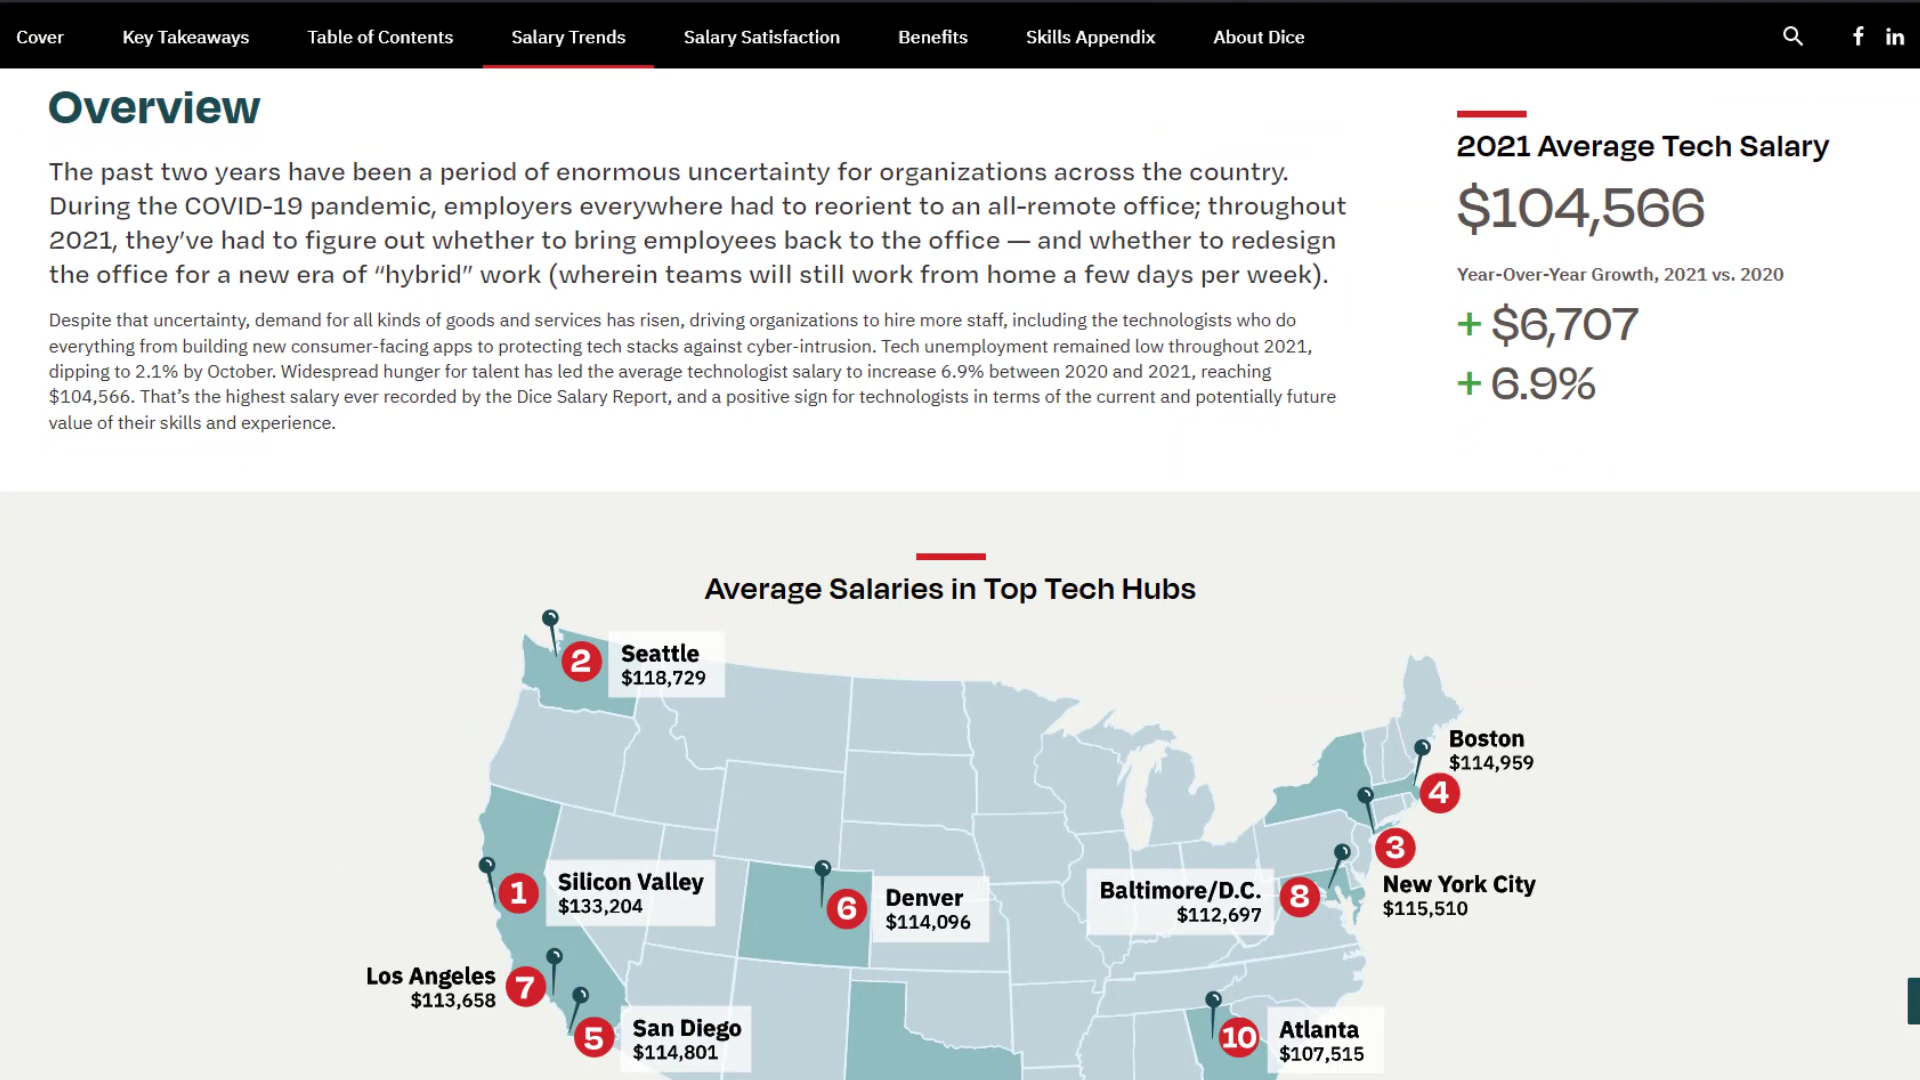 Cover Key Takeaways Table of Contents Salary Trends Salary Satisfaction Benefits Skills Appendix About Dice f in
Overview
The past two years have been a period of enormous uncertainty for organizations across the country.
During the COVID-19 pandemic, employers everywhere had to reorient to an all-remote office; throughout
2021, they’ve had to figure out whether to bring employees back to the office — and whether to redesign
the office for a new era of “hybrid” work (wherein teams will still work from home a few days per week).
Despite that uncertainty, demand for all kinds of goods and services has risen, driving organizations to hire more staff, including the technologists who do
everything from building new consumer-facing apps to protecting tech stacks against cyber-intrusion. Tech unemployment remained low throughout 2021,
dipping to 2.1% by October. Widespread hunger for talent has led the average technologist salary to increase 6.9% between 2020 and 2021, reaching
$104,566. That’s the highest salary ever recorded by the Dice Salary Report, and a positive sign for technologists in terms of the current and potentially future
value of their skills and experience.
2021 Average Tech Salary
$104,566
Year-Over-Year Growth, 2021 vs. 2020
+ $6,707
+ 6.9%
Average Salaries in Top Tech Hubs
2 Seattle
$118,729
Boston
$114,959
4
3
New York City
$115,510
1 Silicon Valley
$133,204
6 Denver
$114,096
Baltimore/D.C. 8
$112,697
Los Angeles 7
$113,658
5 San Diego
$114,801
10 Atlanta
$107,515